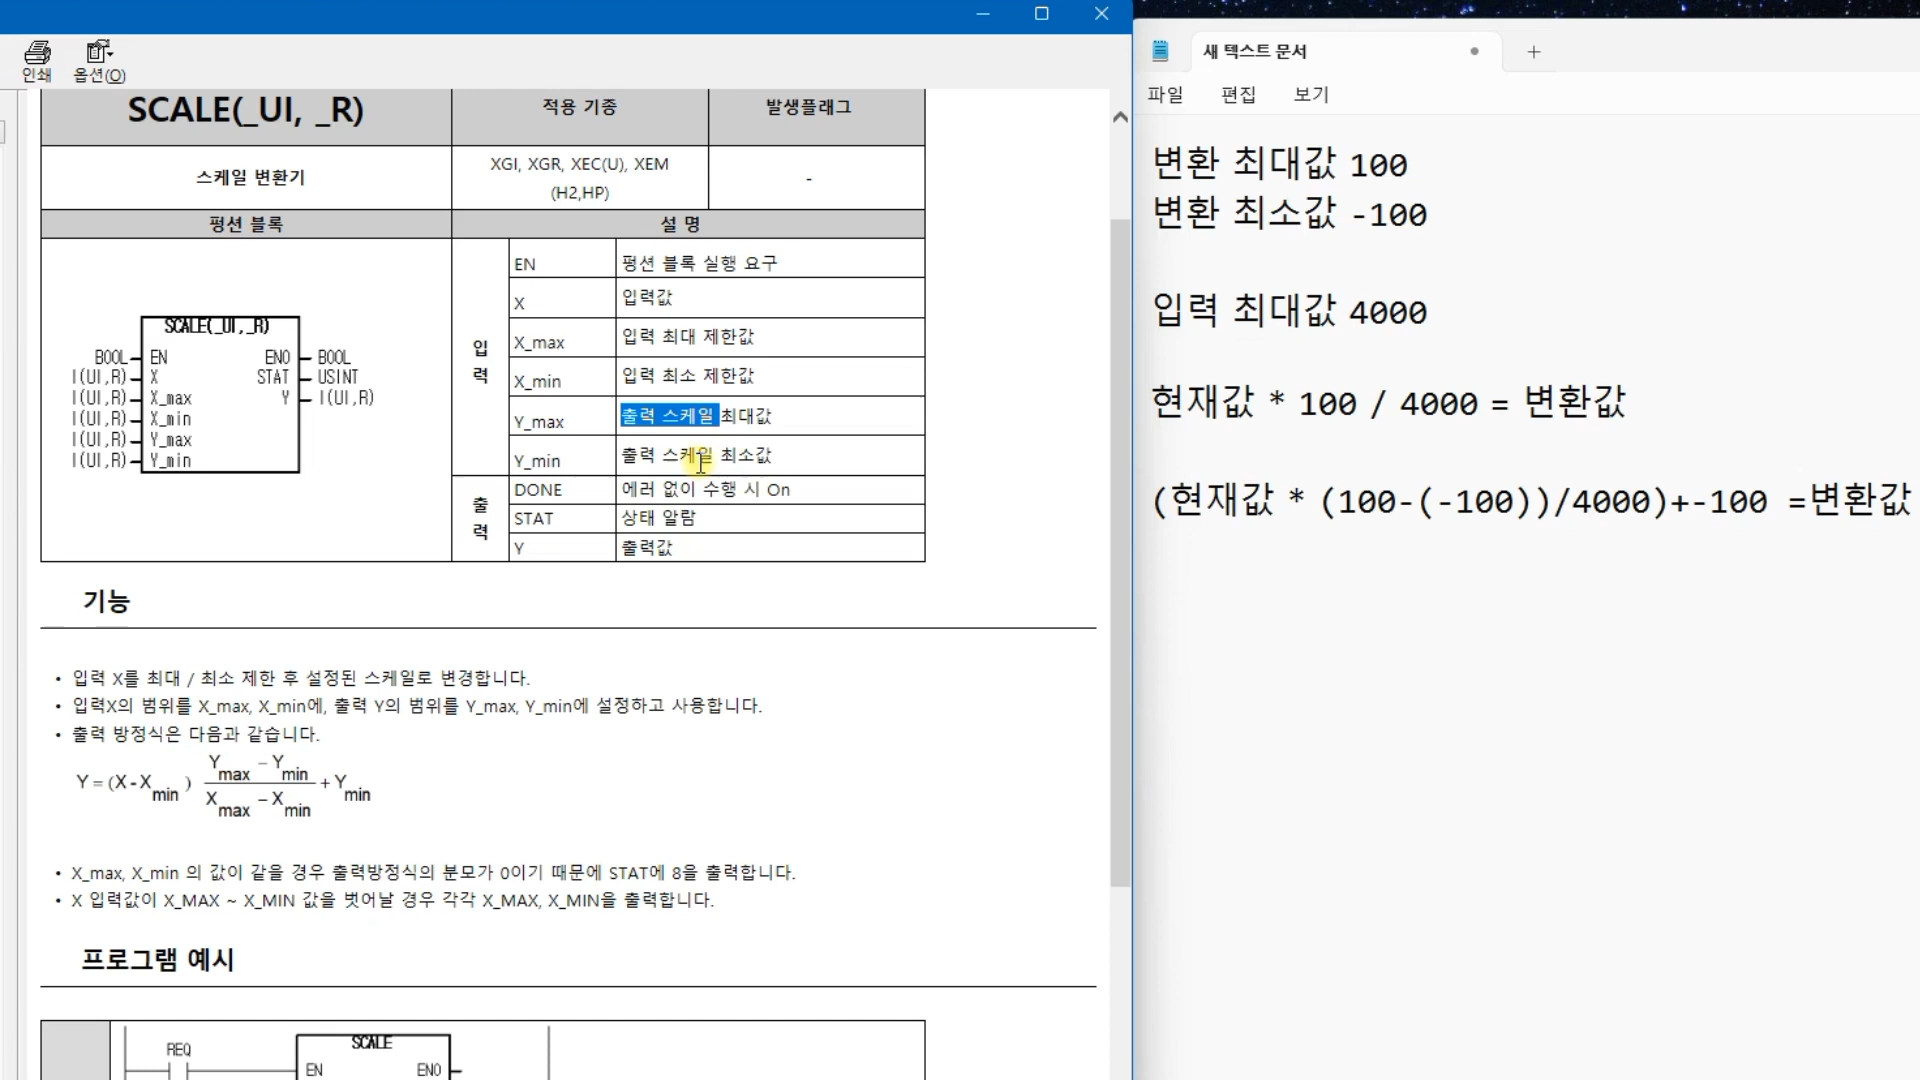 인쇄
옵션(O)
SCALE(_UI, _R)
적용 기종
발생플래그
스케일 변환기
XGI, XGR, XEC(U), XEM
(H2,HP)
-
평션 블록
설 명
SCALE(_UI,_R)
BOOL EN ENO BOOL
I(UI,R) X STAT USINT
I(UI,R) X_max Y I(UI,R)
I(UI,R) X_min
I(UI,R) Y_max
I(UI,R) Y_min
입력
EN 평션 블록 실행 요구
X 입력값
X_max 입력 최대 제한값
X_min 입력 최소 제한값
Y_max 출력 스케일 최대값
Y_min 출력 스케일 최소값
출력
DONE 에러 없이 수행 시 On
STAT 상태 알람
Y 출력값
기능
• 입력 X를 최대 / 최소 제한 후 설정된 스케일로 변경합니다.
• 입력X의 범위를 X_max, X_min에, 출력 Y의 범위를 Y_max, Y_min에 설정하고 사용합니다.
• 출력 방정식은 다음과 같습니다.
Y = (X - X min ) Y max – Y min / X max – X min + Y min
• X_max, X_min 의 값이 같을 경우 출력방정식의 분모가 0이기 때문에 STAT에 8을 출력합니다.
• X 입력값이 X_MAX ~ X_MIN 값을 벗어날 경우 각각 X_MAX, X_MIN을 출력합니다.
프로그램 예시
REQ
SCALE
EN ENO
새 텍스트 문서
파일 편집 보기
변환 최대값 100
변환 최소값 -100
입력 최대값 4000
현재값 * 100 / 4000 = 변환값
(현재값 * (100-(-100))/4000)+-100 =변환값